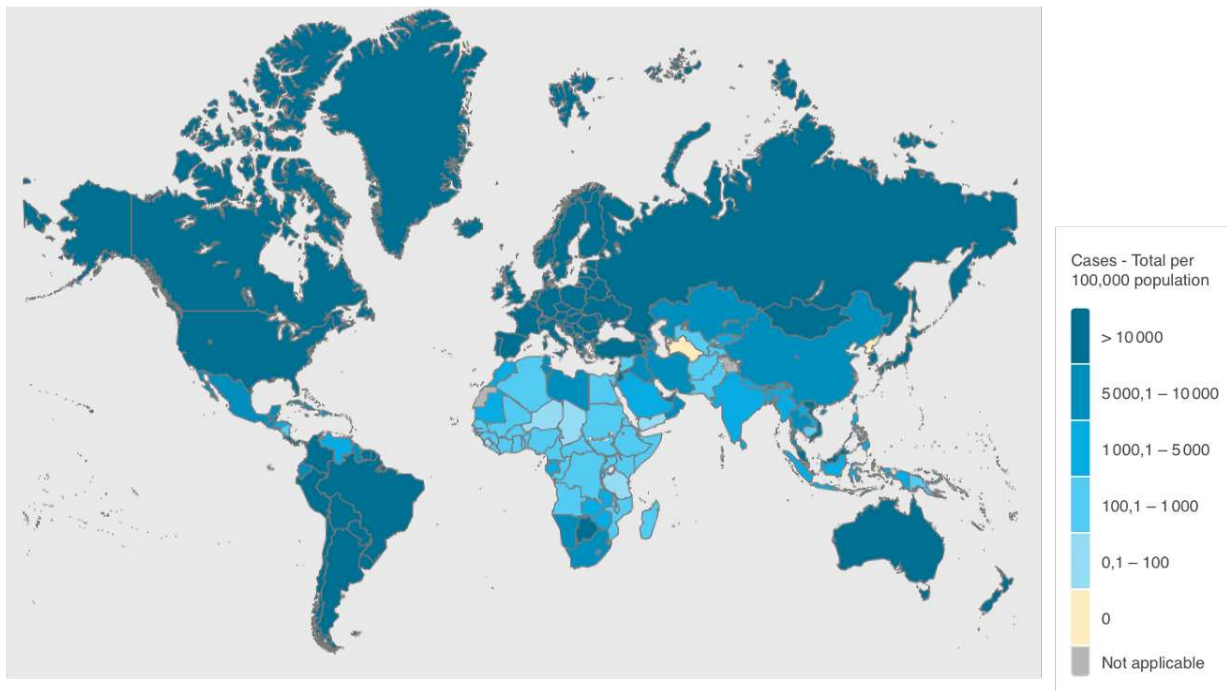 Cases - Total per
100,000 population
> 10 000
5 000,1 – 10 000
1 000,1 – 5 000
100,1 – 1 000
0,1 – 100
0
Not applicable